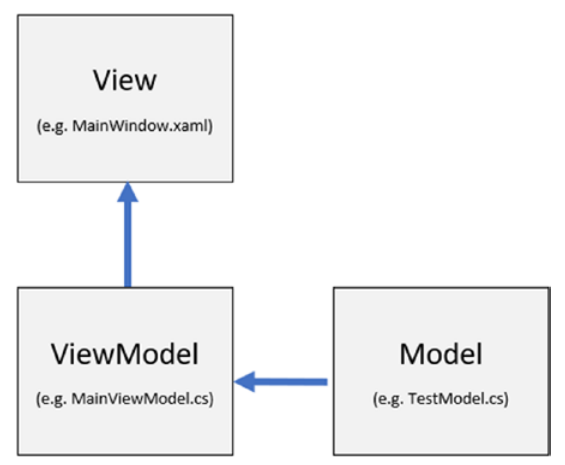 View
(e.g. MainWindow.xaml)
ViewModel
(e.g. MainViewModel.cs)
Model
(e.g. TestModel.cs)